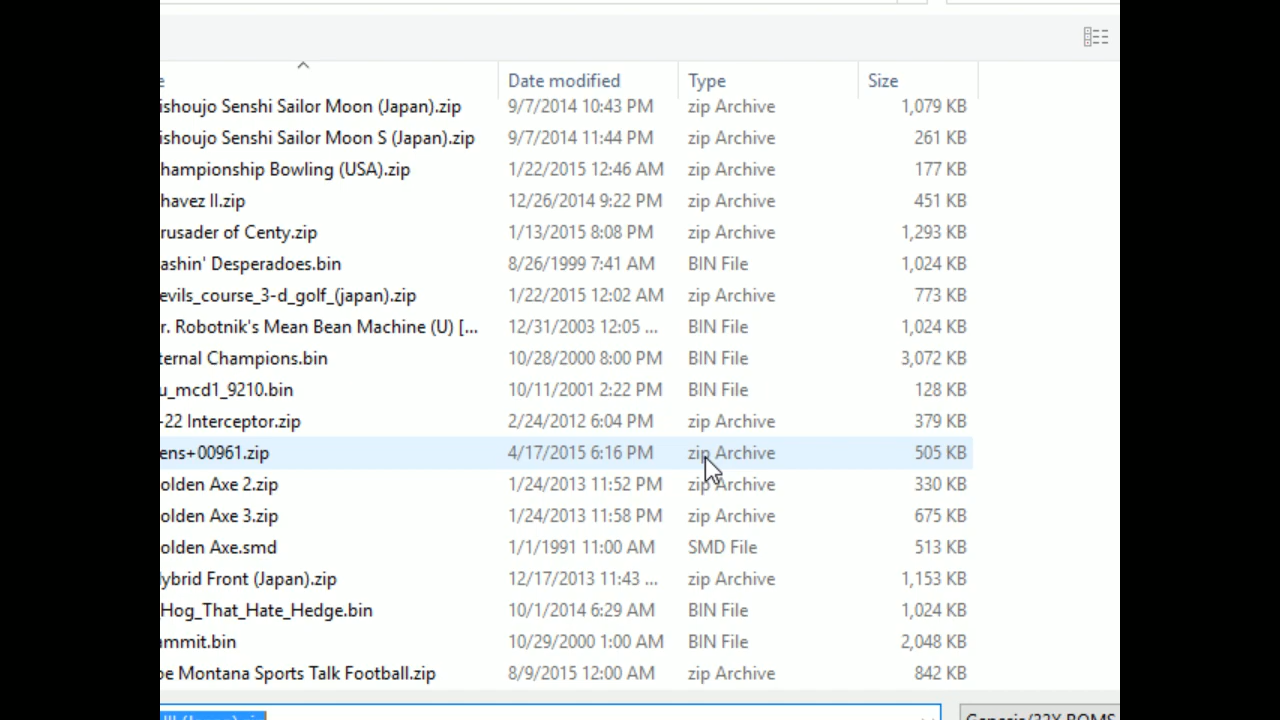 e Date modified Type Size
ishoujo Senshi Sailor Moon (Japan).zip 9/7/2014 10:43 PM zip Archive 1,079 KB
ishoujo Senshi Sailor Moon S (Japan).zip 9/7/2014 11:44 PM zip Archive 261 KB
hampionship Bowling (USA).zip 1/22/2015 12:46 AM zip Archive 177 KB
havez II.zip 12/26/2014 9:22 PM zip Archive 451 KB
rusader of Centy.zip 1/13/2015 8:08 PM zip Archive 1,293 KB
ashin' Desperadoes.bin 8/26/1999 7:41 AM BIN File 1,024 KB
evils_course_3-d_golf_(japan).zip 1/22/2015 12:02 AM zip Archive 773 KB
r. Robotnik's Mean Bean Machine (U) [... 12/31/2003 12:05 ... BIN File 1,024 KB
ternal Champions.bin 10/28/2000 8:00 PM BIN File 3,072 KB
u_mcd1_9210.bin 10/11/2001 2:22 PM BIN File 128 KB
-22 Interceptor.zip 2/24/2012 6:04 PM zip Archive 379 KB
ens+00961.zip 4/17/2015 6:16 PM zip Archive 505 KB
olden Axe 2.zip 1/24/2013 11:52 PM zip Archive 330 KB
olden Axe 3.zip 1/24/2013 11:58 PM zip Archive 675 KB
olden Axe.smd 1/1/1991 11:00 AM SMD File 513 KB
ybrid Front (Japan).zip 12/17/2013 11:43 ... zip Archive 1,153 KB
Hog_That_Hate_Hedge.bin 10/1/2014 6:29 AM BIN File 1,024 KB
ammit.bin 10/29/2000 1:00 AM BIN File 2,048 KB
oe Montana Sports Talk Football.zip 8/9/2015 12:00 AM zip Archive 842 KB
III (Japan).zip Genesis/32X ROMS